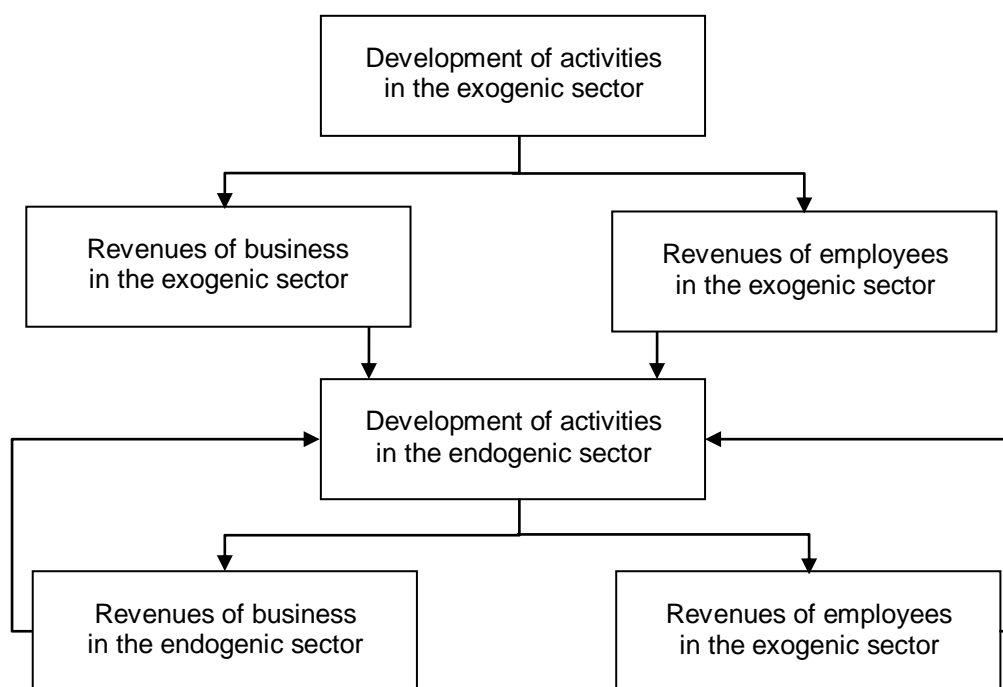 Development of activities
in the exogenic sector
Revenues of business
in the exogenic sector
Revenues of employees
in the exogenic sector
Development of activities
in the endogenic sector
Revenues of business
in the endogenic sector
Revenues of employees
in the exogenic sector